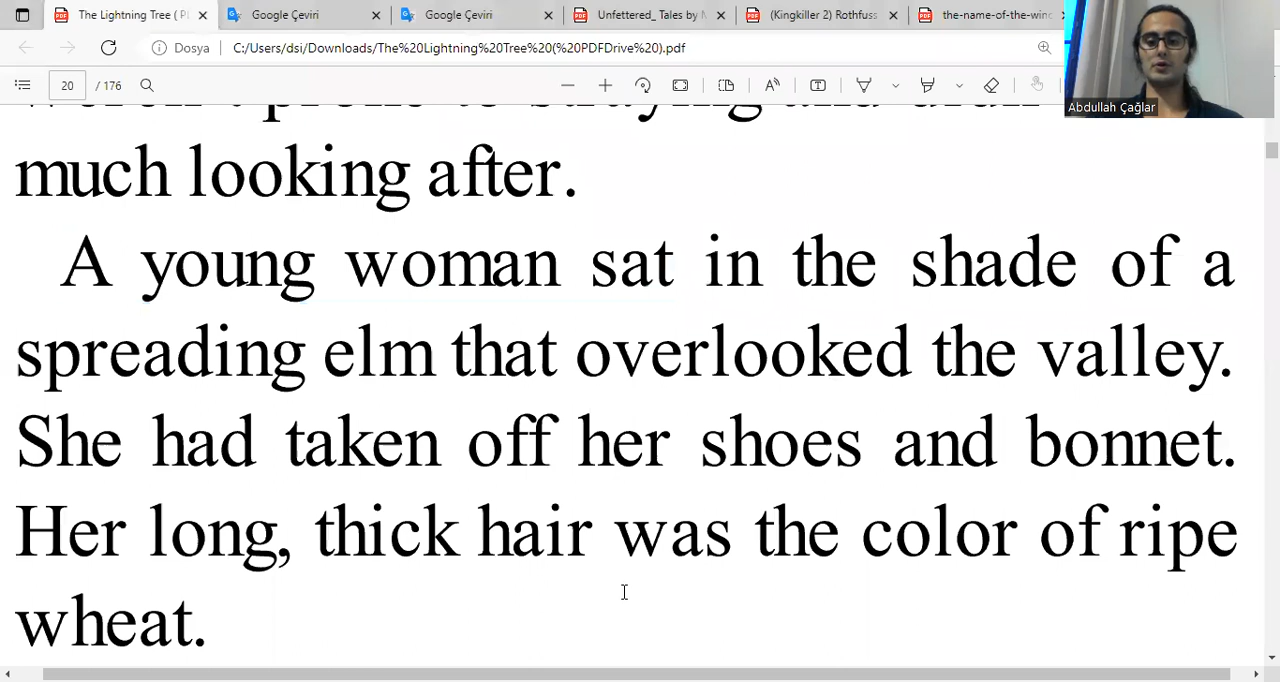 The Lightning Tree ( P
Google Çeviri
Google Çeviri
Unfettered_ Tales by
(Kingkiller 2) Rothfuss
the-name-of-the-wind
Dosya
C:/Users/dsi/Downloads/The%20Lightning%20Tree%20(%20PDFDrive%20).pdf
20 / 176
Abdullah Çağlar
much looking after.
A young woman sat in the shade of a
spreading elm that overlooked the valley.
She had taken off her shoes and bonnet.
Her long, thick hair was the color of ripe
wheat.